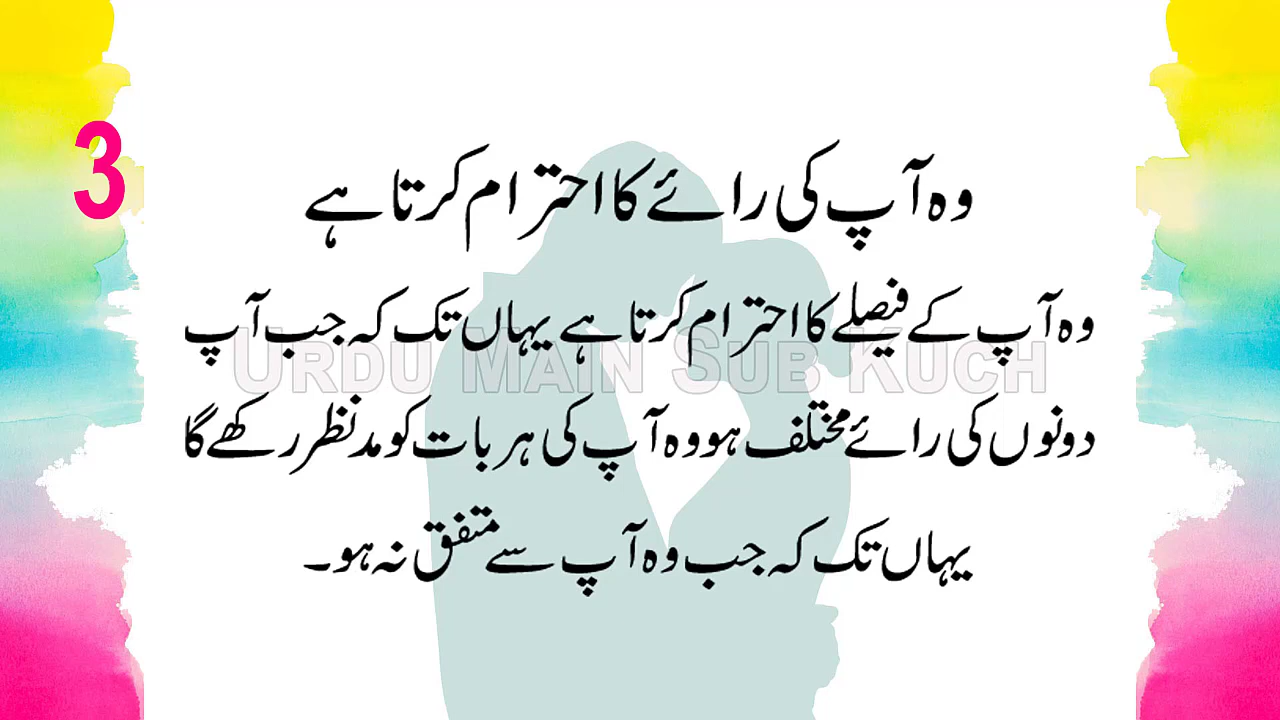 3
وہ آپ کی رائے کا احترام کرتا ہے
وہ آپ کے فیصلے کا احترام کرتا ہے یہاں تک کہ جب آپ
URDU MAIN SUB KUCH
دونوں کی رائے مختلف ہو وہ آپ کی ہر بات کو مدنظر رکھے گا
یہاں تک کہ جب وہ آپ سے متفق نہ ہو۔